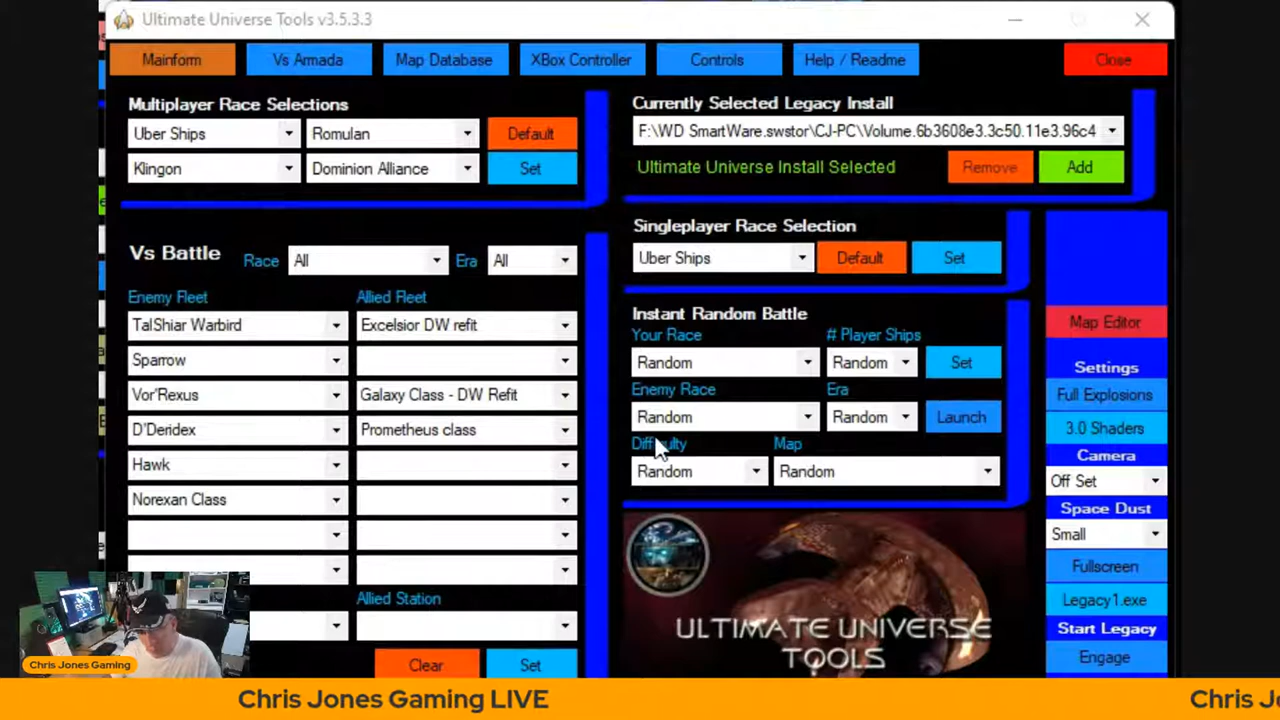 Ultimate Universe Tools v3.5.3.3
Mainform
Vs Armada
Map Database
XBox Controller
Controls
Help / Readme
Close
Multiplayer Race Selections
Uber Ships
Romulan
Default
Klingon
Dominion Alliance
Set
Currently Selected Legacy Install
F:\WD SmartWare.swstor\CJ-PC\Volume.6b3608e3.3c50.11e3.96c4
Ultimate Universe Install Selected
Remove
Add
Singleplayer Race Selection
Uber Ships
Default
Set
Vs Battle
Race
All
Era
All
Enemy Fleet
Allied Fleet
TalShiar Warbird
Excelsior DW refit
Sparrow
Vor'Rexus
Galaxy Class - DW Refit
D'Deridex
Prometheus class
Hawk
Norexan Class
Allied Station
Clear
Set
Instant Random Battle
Your Race
# Player Ships
Random
Random
Set
Enemy Race
Era
Random
Random
Launch
Difficulty
Map
Random
Random
ULTIMATE UNIVERSE
TOOLS
Map Editor
Settings
Full Explosions
3.0 Shaders
Camera
Off Set
Space Dust
Small
Fullscreen
Legacy1.exe
Start Legacy
Engage
Chris Jones Gaming
Chris Jones Gaming LIVE
Chris Jo